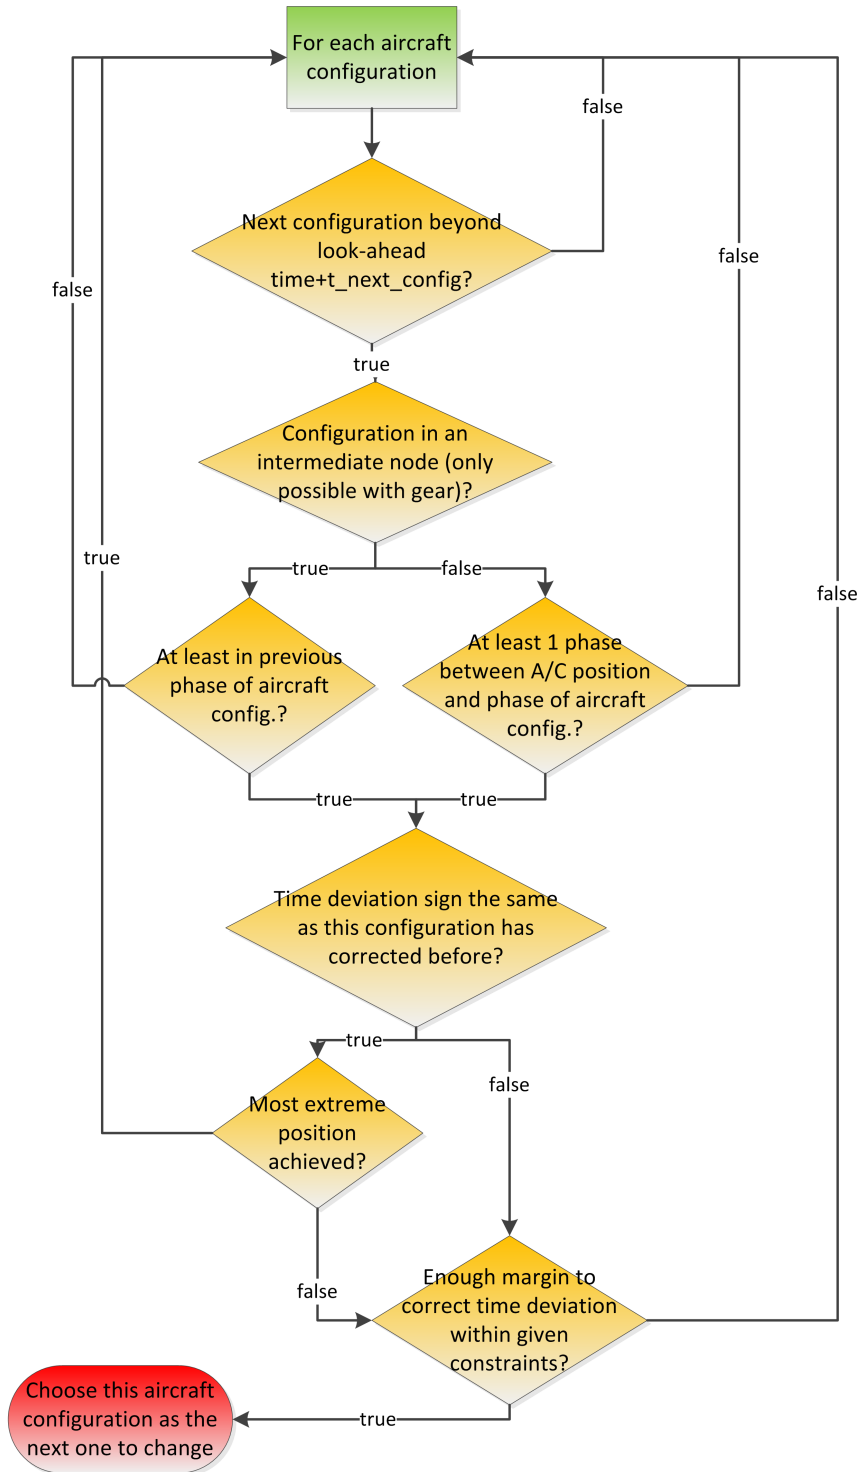 For each aircraft
configuration
false
Next configuration beyond
look-ahead
time+t_next_config?
false
false
true
Configuration in an
intermediate node (only
possible with gear)?
true
true
false
false
At least in previous
phase of aircraft
config.?
At least 1 phase
between A/C position
and phase of aircraft
config.?
true
true
Time deviation sign the same
as this configuration has
corrected before?
true
false
Most extreme
position
achieved?
false
Enough margin to
correct time deviation
within given
constraints?
Choose this aircraft
configuration as the
next one to change
true